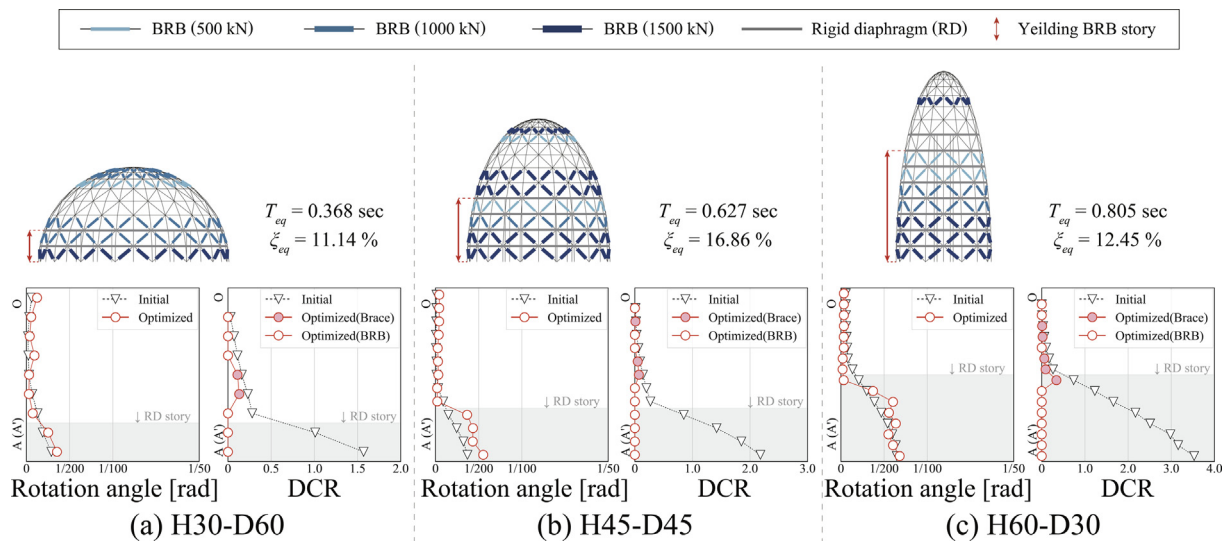 BRB (500 kN)
BRB (1000 kN)
BRB (1500 kN)
Rigid diaphragm (RD)
Yeilding BRB story
T_eq = 0.368 sec
ξ_eq = 11.14 %
T_eq = 0.627 sec
ξ_eq = 16.86 %
T_eq = 0.805 sec
ξ_eq = 12.45 %
O
A (A')
Initial
Optimized
↓ RD story
0 1/200 1/100 1/50
Rotation angle [rad]
Initial
Optimized(Brace)
Optimized(BRB)
↓ RD story
0 0.5 1.0 1.5 2.0
DCR
(a) H30-D60
O
A (A')
Initial
Optimized
↓ RD story
0 1/200 1/100 1/50
Rotation angle [rad]
Initial
Optimized(Brace)
Optimized(BRB)
↓ RD story
0 1.0 2.0 3.0
DCR
(b) H45-D45
O
A (A')
Initial
Optimized
↓ RD story
0 1/200 1/100 1/50
Rotation angle [rad]
Initial
Optimized(Brace)
Optimized(BRB)
↓ RD story
0 1.0 2.0 3.0 4.0
DCR
(c) H60-D30